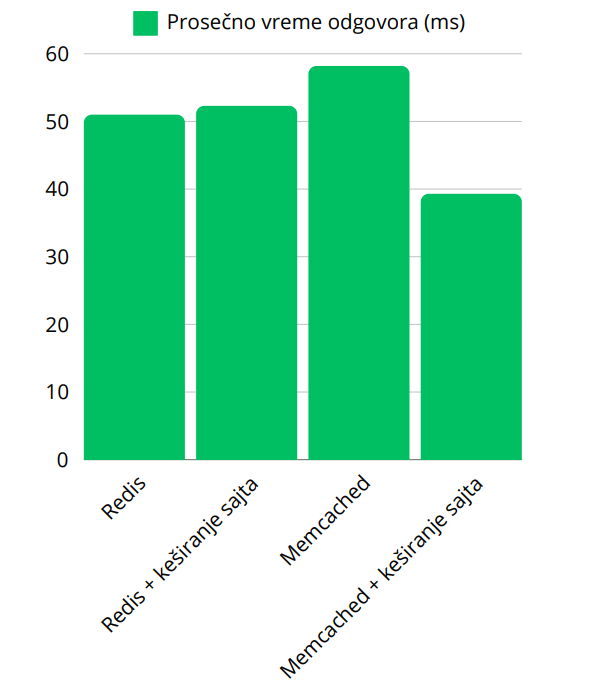 Prosečno vreme odgovora (ms)
60
50
40
30
20
10
0
Redis
Redis + keširanje sajta
Memcached
Memcached + keširanje sajta